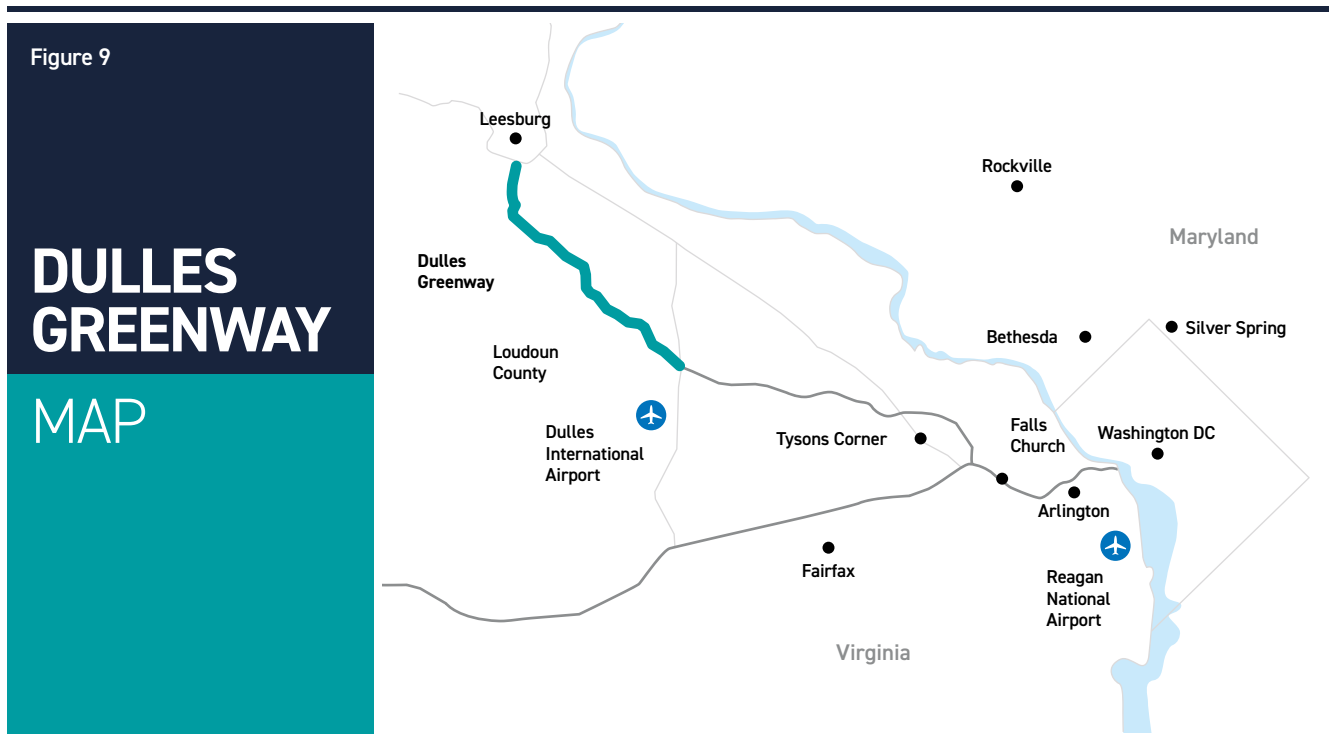 Figure 9
DULLES
GREENWAY
MAP
Leesburg
Rockville
Maryland
Dulles
Greenway
Silver Spring
Bethesda
Loudoun
County
Falls
Church
Washington DC
Tysons Corner
Dulles
International
Airport
Arlington
Fairfax
Reagan
National
Airport
Virginia